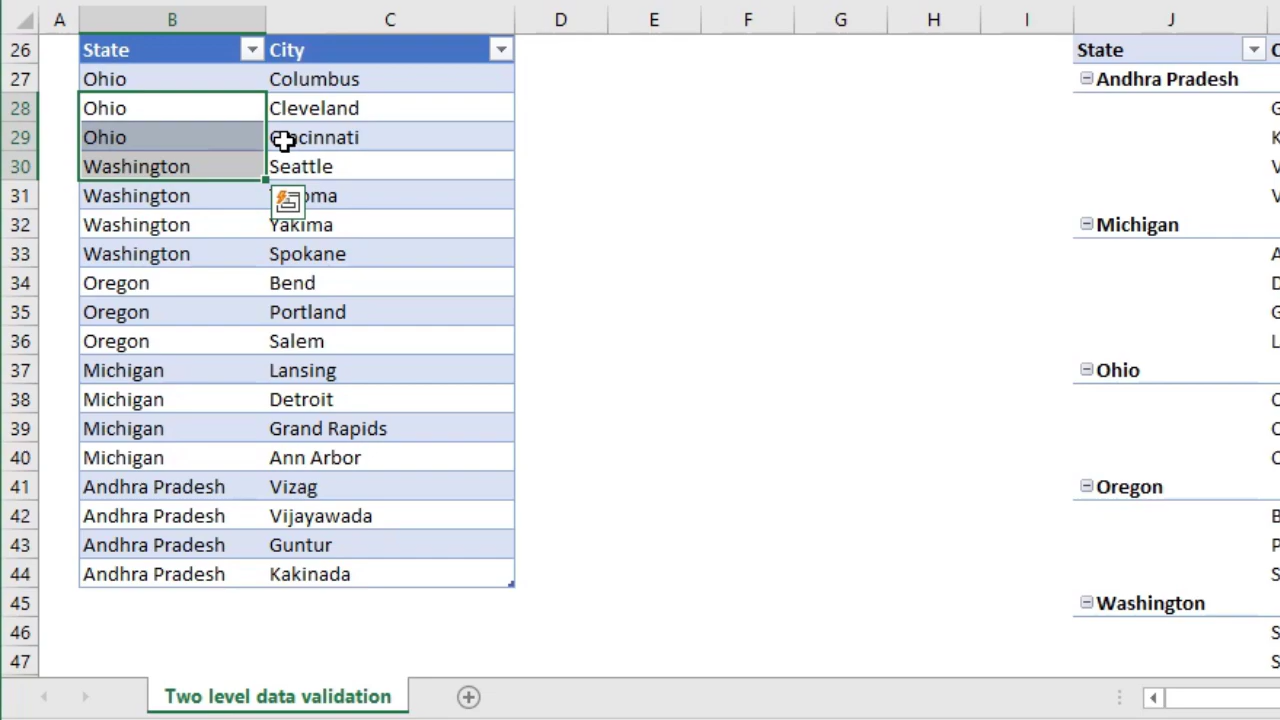 A B C D E F G H I J
26 State City State C
27 Ohio Columbus Andhra Pradesh
28 Ohio Cleveland G
29 Ohio Cincinnati K
30 Washington Seattle V
31 Washington V
32 Washington Yakima Michigan
33 Washington Spokane A
34 Oregon Bend D
35 Oregon Portland G
36 Oregon Salem L
37 Michigan Lansing Ohio
38 Michigan Detroit C
39 Michigan Grand Rapids C
40 Michigan Ann Arbor C
41 Andhra Pradesh Vizag Oregon
42 Andhra Pradesh Vijayawada B
43 Andhra Pradesh Guntur P
44 Andhra Pradesh Kakinada S
45 Washington
46 S
47 S
Two level data validation